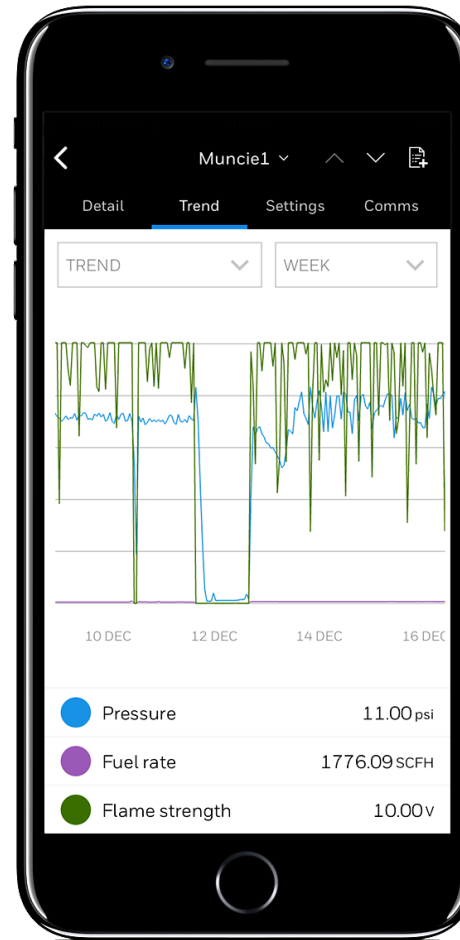 Muncie1
Detail Trend Settings Comms
TREND WEEK
10 DEC 12 DEC 14 DEC 16 DEC
Pressure 11.00 psi
Fuel rate 1776.09 SCFH
Flame strength 10.00 V